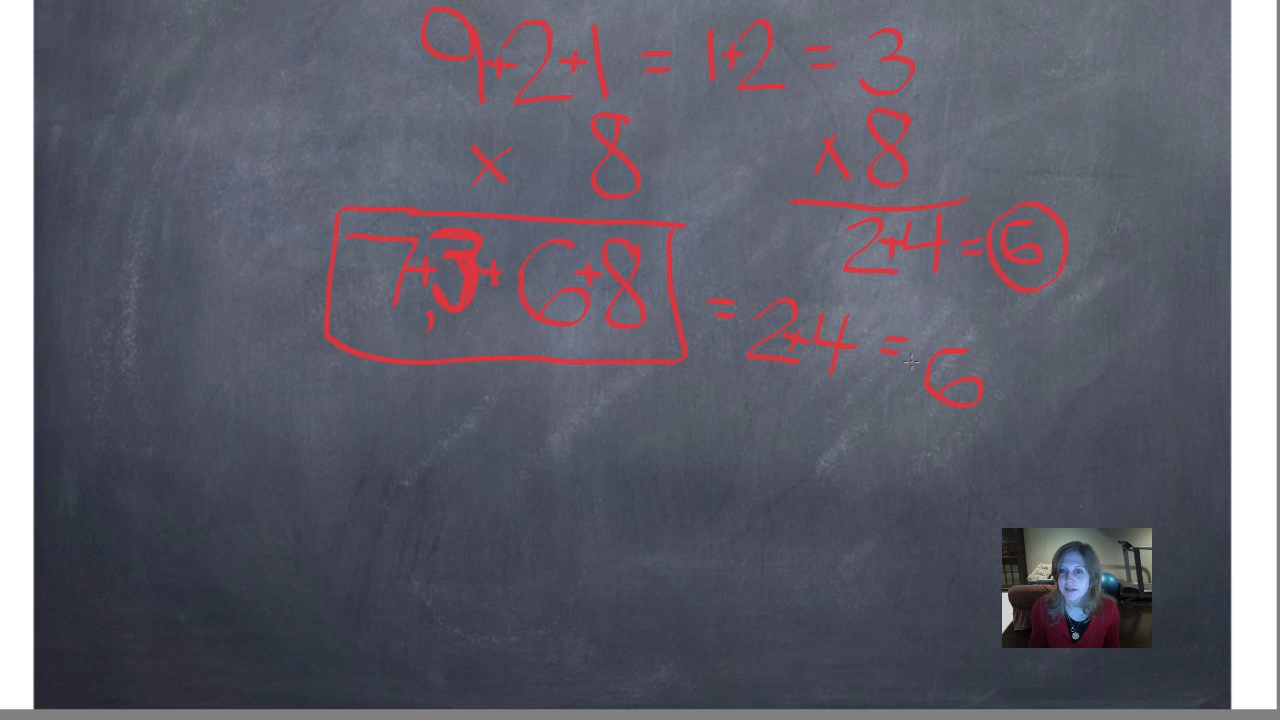 9+2+1 = 1+2 = 3
× 8 ×8
7,+3+6+8 2+4=6
= 2+4 = 6